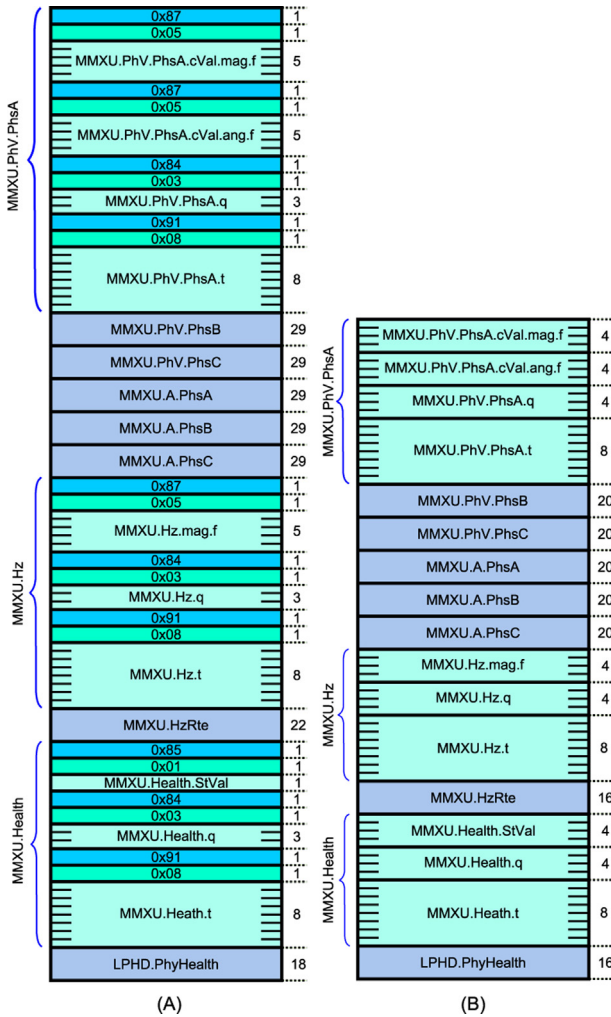 MMXU.PhV.PhsA
0x87 1
0x05 1
MMXU.PhV.PhsA.cVal.mag.f 5
0x87 1
0x05 1
MMXU.PhV.PhsA.cVal.ang.f 5
0x84 1
0x03 1
MMXU.PhV.PhsA.q 3
0x91 1
0x08 1
MMXU.PhV.PhsA.t 8
MMXU.PhV.PhsB 29
MMXU.PhV.PhsC 29
MMXU.A.PhsA 29
MMXU.A.PhsB 29
MMXU.A.PhsC 29
MMXU.Hz
0x87 1
0x05 1
MMXU.Hz.mag.f 5
0x84 1
0x03 1
MMXU.Hz.q 3
0x91 1
0x08 1
MMXU.Hz.t 8
MMXU.HzRte 22
MMXU.Health
0x85 1
0x01 1
MMXU.Health.StVal 1
0x84 1
0x03 1
MMXU.Health.q 3
0x91 1
0x08 1
MMXU.Heath.t 8
LPHD.PhyHealth 18
(A)
MMXU.PhV.PhsA
MMXU.PhV.PhsA.cVal.mag.f 4
MMXU.PhV.PhsA.cVal.ang.f 4
MMXU.PhV.PhsA.q 4
MMXU.PhV.PhsA.t 8
MMXU.PhV.PhsB 20
MMXU.PhV.PhsC 20
MMXU.A.PhsA 20
MMXU.A.PhsB 20
MMXU.A.PhsC 20
MMXU.Hz
MMXU.Hz.mag.f 4
MMXU.Hz.q 4
MMXU.Hz.t 8
MMXU.HzRte 16
MMXU.Health
MMXU.Health.StVal 4
MMXU.Health.q 4
MMXU.Heath.t 8
LPHD.PhyHealth 16
(B)